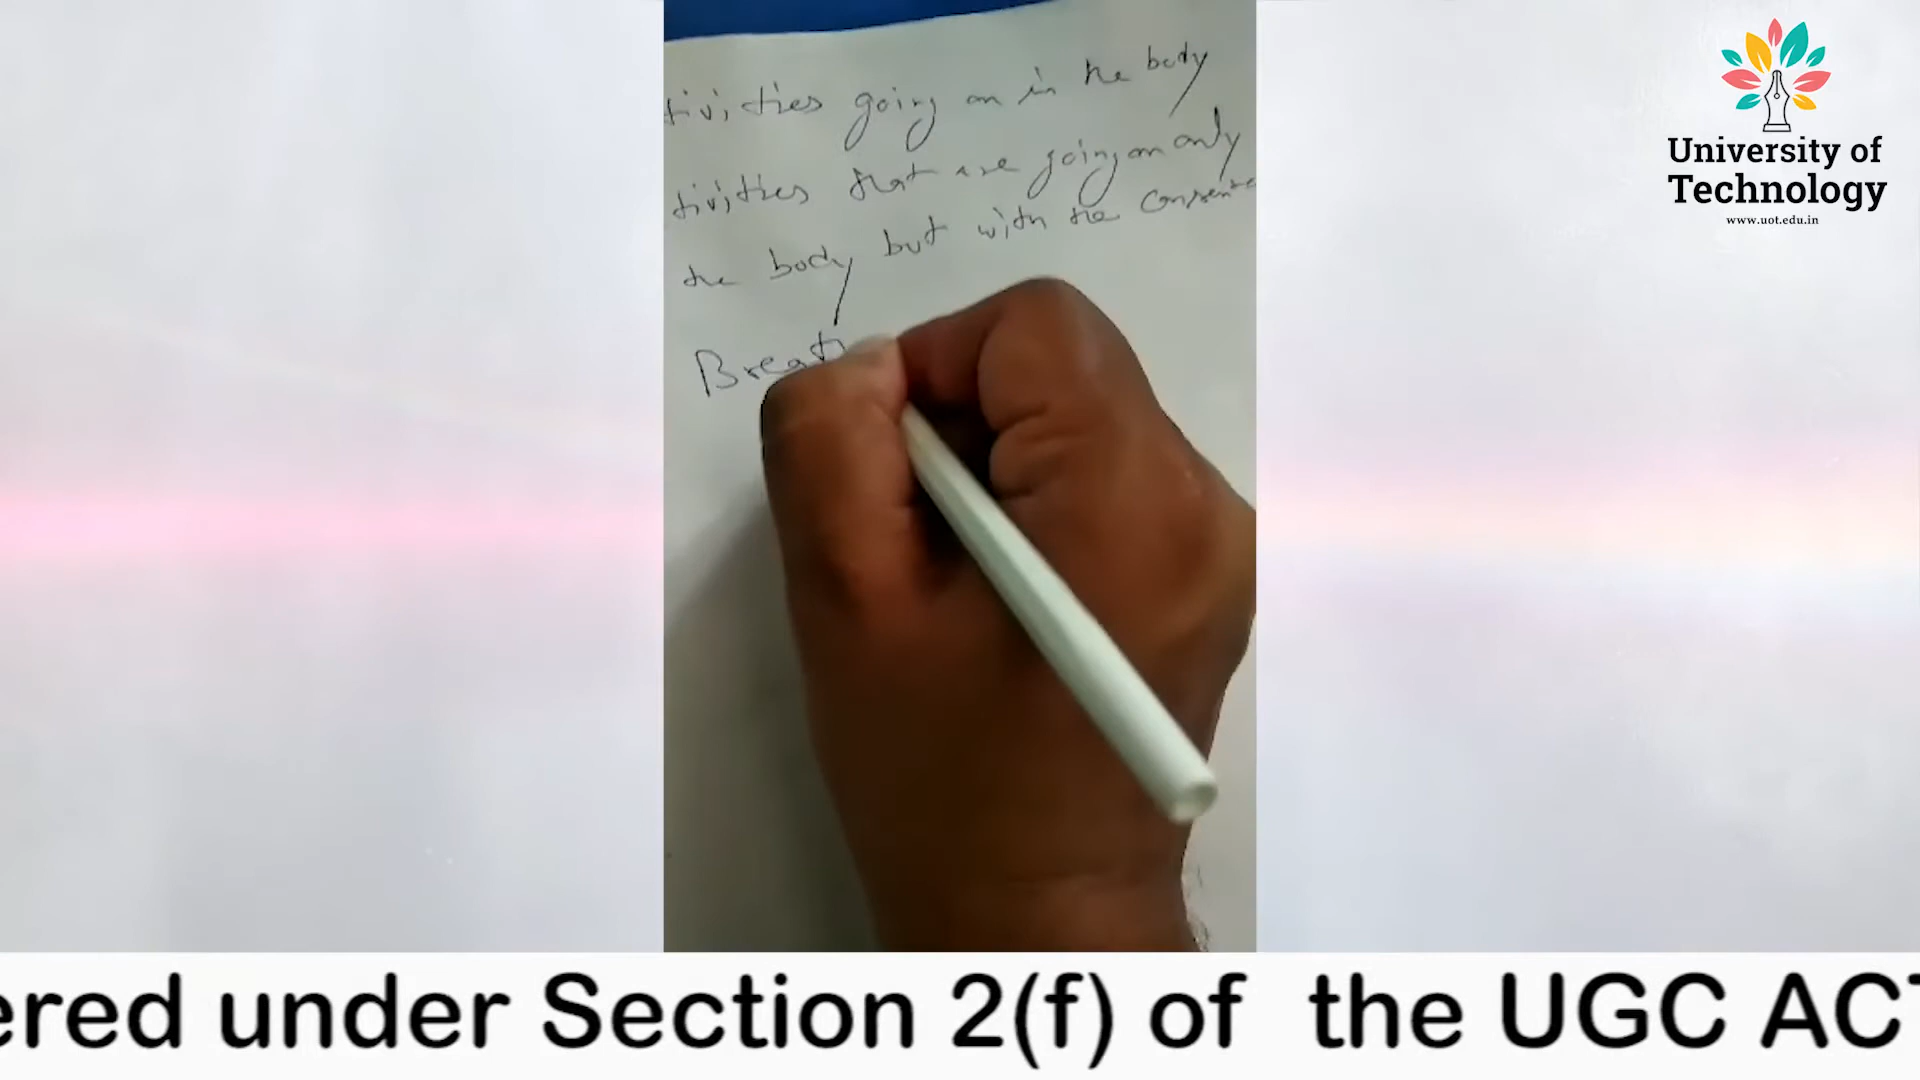 tivities going on in the body
tivities that are going on only
the body but with the consent
Breat
University of
Technology
www.uot.edu.in
ered under Section 2(f) of the UGC ACT